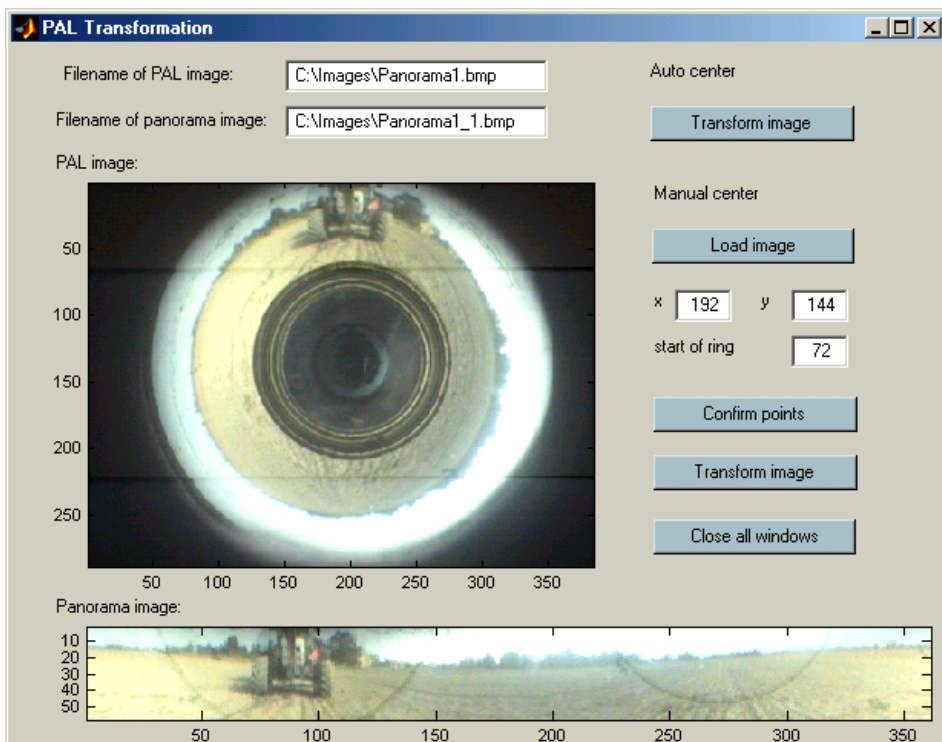 PAL Transformation
Filename of PAL image: C:\Images\Panorama1.bmp
Filename of panorama image: C:\Images\Panorama1_1.bmp
Auto center
Transform image
PAL image:
50
100
150
200
250
50 100 150 200 250 300 350
Manual center
Load image
x 192 y 144
start of ring 72
Confirm points
Transform image
Close all windows
Panorama image:
10
20
30
40
50
50 100 150 200 250 300 350